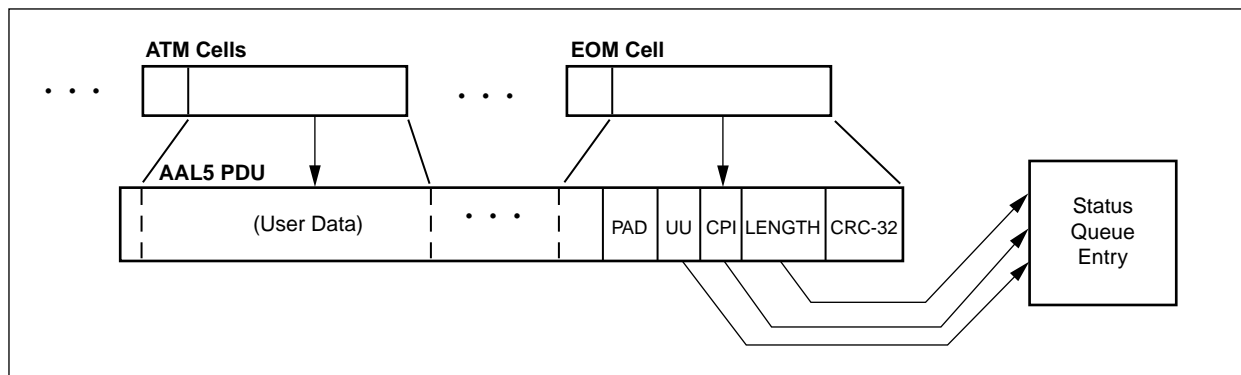 ATM Cells
EOM Cell
. . .
. . .
AAL5 PDU
(User Data)
. . .
PAD
UU
CPI
LENGTH
CRC-32
Status
Queue
Entry